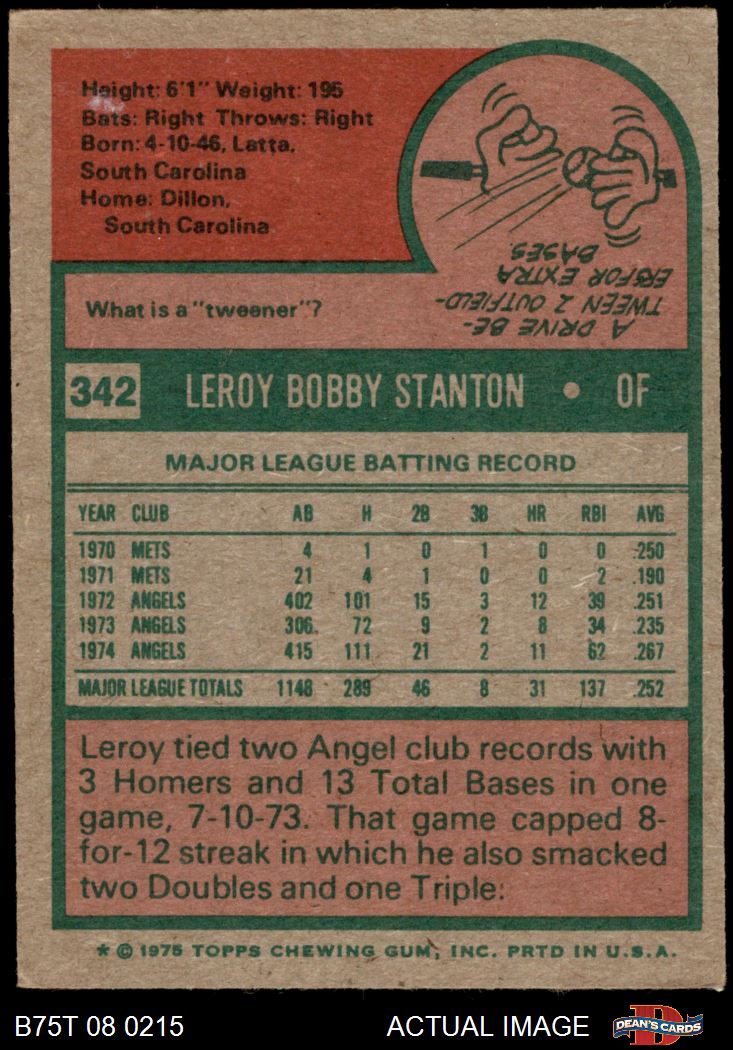 Height: 6'1" Weight: 195
Bats: Right Throws: Right
Born: 4-10-46, Latta,
South Carolina
Home: Dillon,
South Carolina
What is a "tweener"?
A DRIVE BE-
TWEEN 2 OUTFIELD-
ERS FOR EXTRA
BASES.
342 LEROY BOBBY STANTON • OF
MAJOR LEAGUE BATTING RECORD
YEAR CLUB AB H 2B 3B HR RBI AVG
1970 METS 4 1 0 1 0 0 .250
1971 METS 21 4 1 0 0 2 .190
1972 ANGELS 402 101 15 3 12 39 .251
1973 ANGELS 306 72 9 2 8 34 .235
1974 ANGELS 415 111 21 2 11 62 .267
MAJOR LEAGUE TOTALS 1148 289 46 8 31 137 .252
Leroy tied two Angel club records with
3 Homers and 13 Total Bases in one
game, 7-10-73. That game capped 8-
for-12 streak in which he also smacked
two Doubles and one Triple.
* © 1975 TOPPS CHEWING GUM, INC. PRTD IN U.S.A.
B75T 08 0215 ACTUAL IMAGE D DEAN'S CARDS